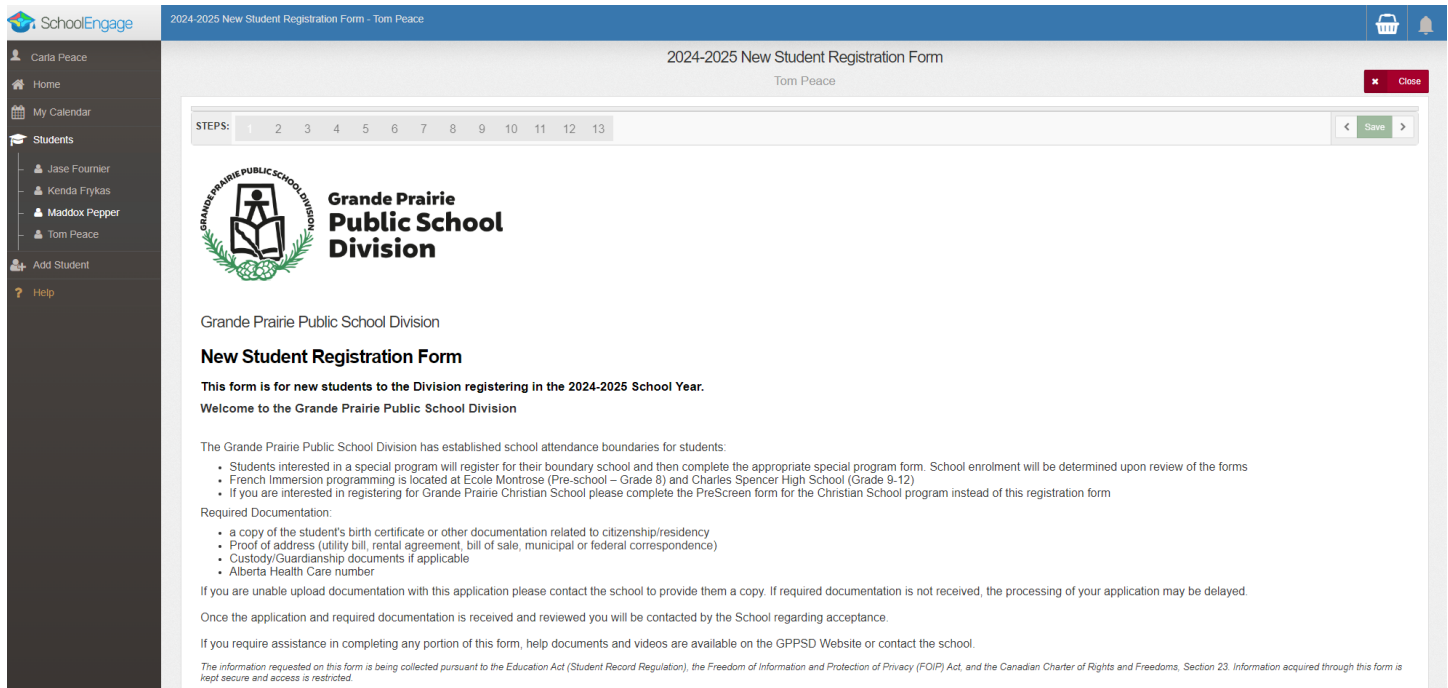 SchoolEngage
2024-2025 New Student Registration Form - Tom Peace
Carla Peace
Home
My Calendar
Students
Jase Fournier
Kenda Frykas
Maddox Pepper
Tom Peace
Add Student
? Help
2024-2025 New Student Registration Form
Tom Peace
Close
STEPS: 1 2 3 4 5 6 7 8 9 10 11 12 13
< Save >
GRANDE PRAIRIE PUBLIC SCHOOL DIVISION
Grande Prairie
Public School
Division
Grande Prairie Public School Division
New Student Registration Form
This form is for new students to the Division registering in the 2024-2025 School Year.
Welcome to the Grande Prairie Public School Division
The Grande Prairie Public School Division has established school attendance boundaries for students:
• Students interested in a special program will register for their boundary school and then complete the appropriate special program form. School enrolment will be determined upon review of the forms
• French Immersion programming is located at Ecole Montrose (Pre-school – Grade 8) and Charles Spencer High School (Grade 9-12)
• If you are interested in registering for Grande Prairie Christian School please complete the PreScreen form for the Christian School program instead of this registration form
Required Documentation:
• a copy of the student's birth certificate or other documentation related to citizenship/residency
• Proof of address (utility bill, rental agreement, bill of sale, municipal or federal correspondence)
• Custody/Guardianship documents if applicable
• Alberta Health Care number
If you are unable upload documentation with this application please contact the school to provide them a copy. If required documentation is not received, the processing of your application may be delayed.
Once the application and required documentation is received and reviewed you will be contacted by the School regarding acceptance.
If you require assistance in completing any portion of this form, help documents and videos are available on the GPPSD Website or contact the school.
The information requested on this form is being collected pursuant to the Education Act (Student Record Regulation), the Freedom of Information and Protection of Privacy (FOIP) Act, and the Canadian Charter of Rights and Freedoms, Section 23. Information acquired through this form is
kept secure and access is restricted.